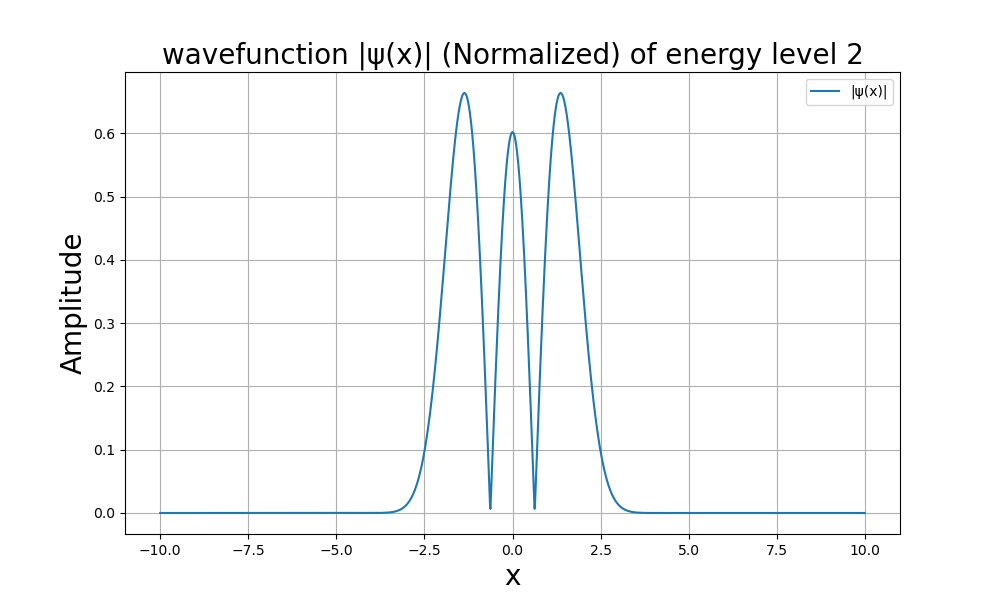 wavefunction |ψ(x)| (Normalized) of energy level 2
|ψ(x)|
Amplitude
0.6
0.5
0.4
0.3
0.2
0.1
0.0
−10.0 −7.5 −5.0 −2.5 0.0 2.5 5.0 7.5 10.0
x